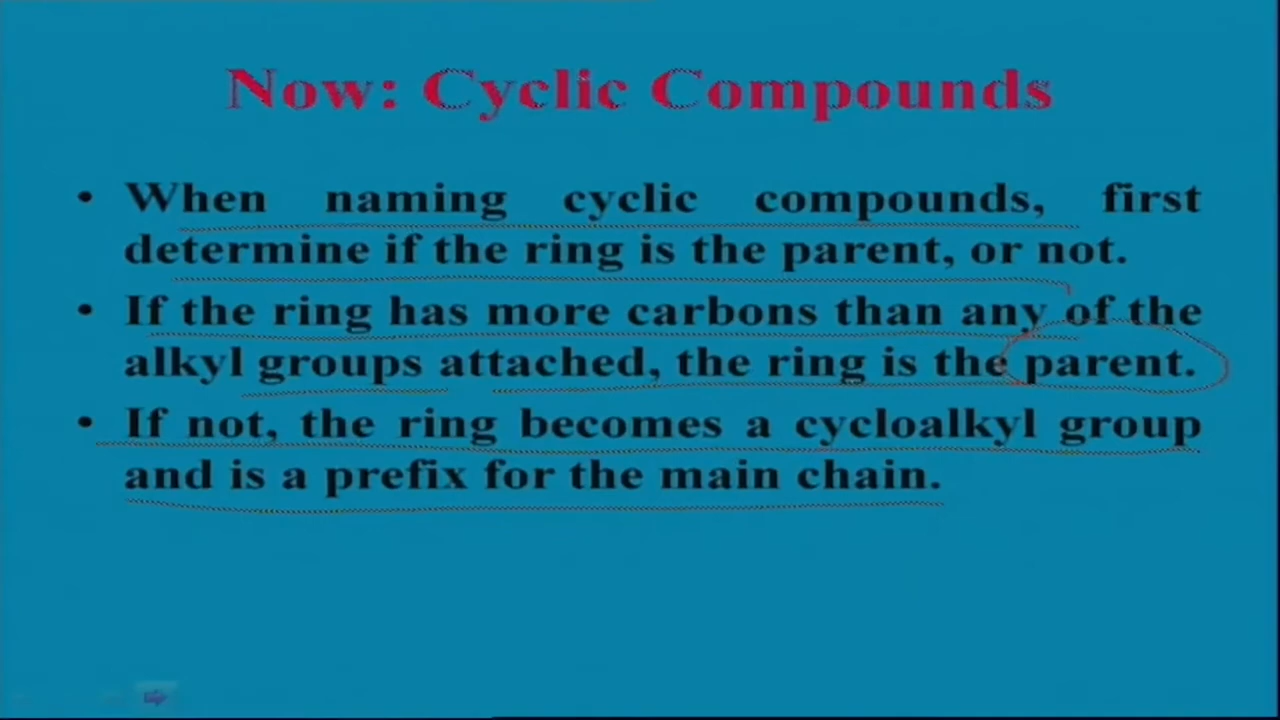 Now: Cyclic Compounds
• When naming cyclic compounds, first
determine if the ring is the parent, or not.
• If the ring has more carbons than any of the
alkyl groups attached, the ring is the parent.
• If not, the ring becomes a cycloalkyl group
and is a prefix for the main chain.